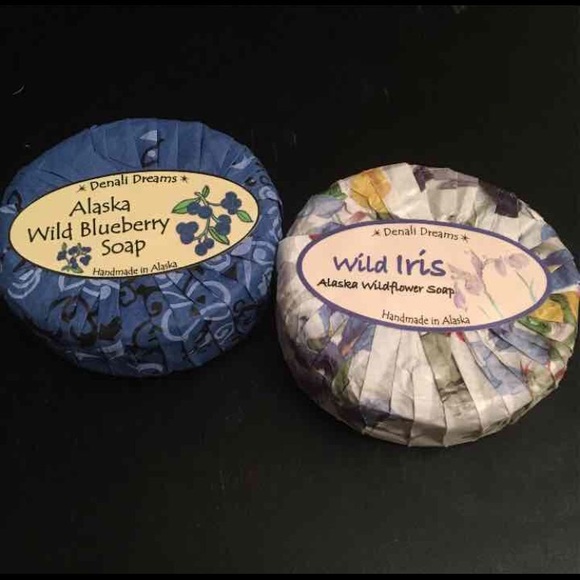 * Denali Dreams *
Alaska
Wild Blueberry
Soap
Handmade in Alaska
* Denali Dreams *
Wild Iris
Alaska Wildflower Soap
Handmade in Alaska